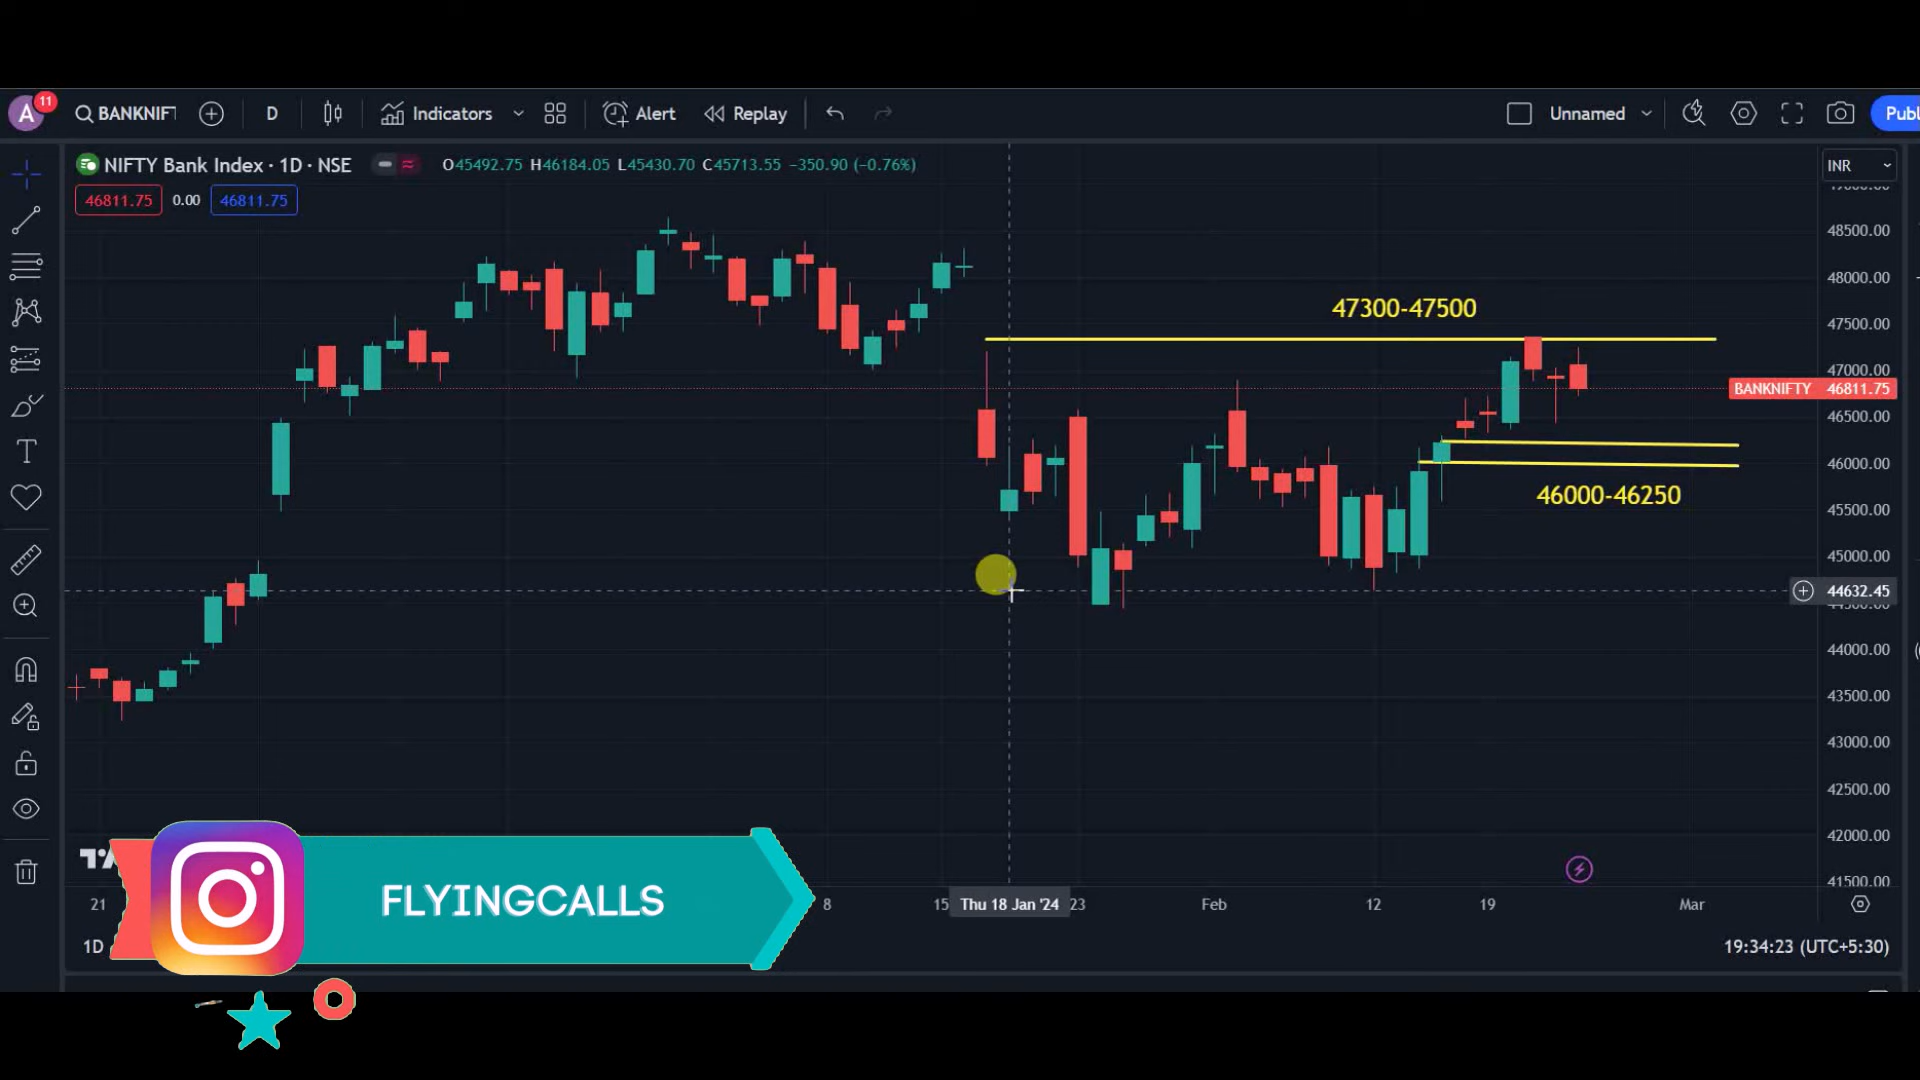 A 11 BANKNIF D Indicators Alert Replay Unnamed Publ
NIFTY Bank Index · 1D · NSE O45492.75 H46184.05 L45430.70 C45713.55 −350.90 (−0.76%) INR
46811.75 0.00 46811.75
48500.00
48000.00
47300-47500
47500.00
47000.00
BANKNIFTY 46811.75
46500.00
46000.00
46000-46250
45500.00
45000.00
44632.45
44000.00
43500.00
43000.00
42500.00
42000.00
41500.00
FLYINGCALLS
21 8 15 Thu 18 Jan '24 23 Feb 12 19 Mar
1D 19:34:23 (UTC+5:30)